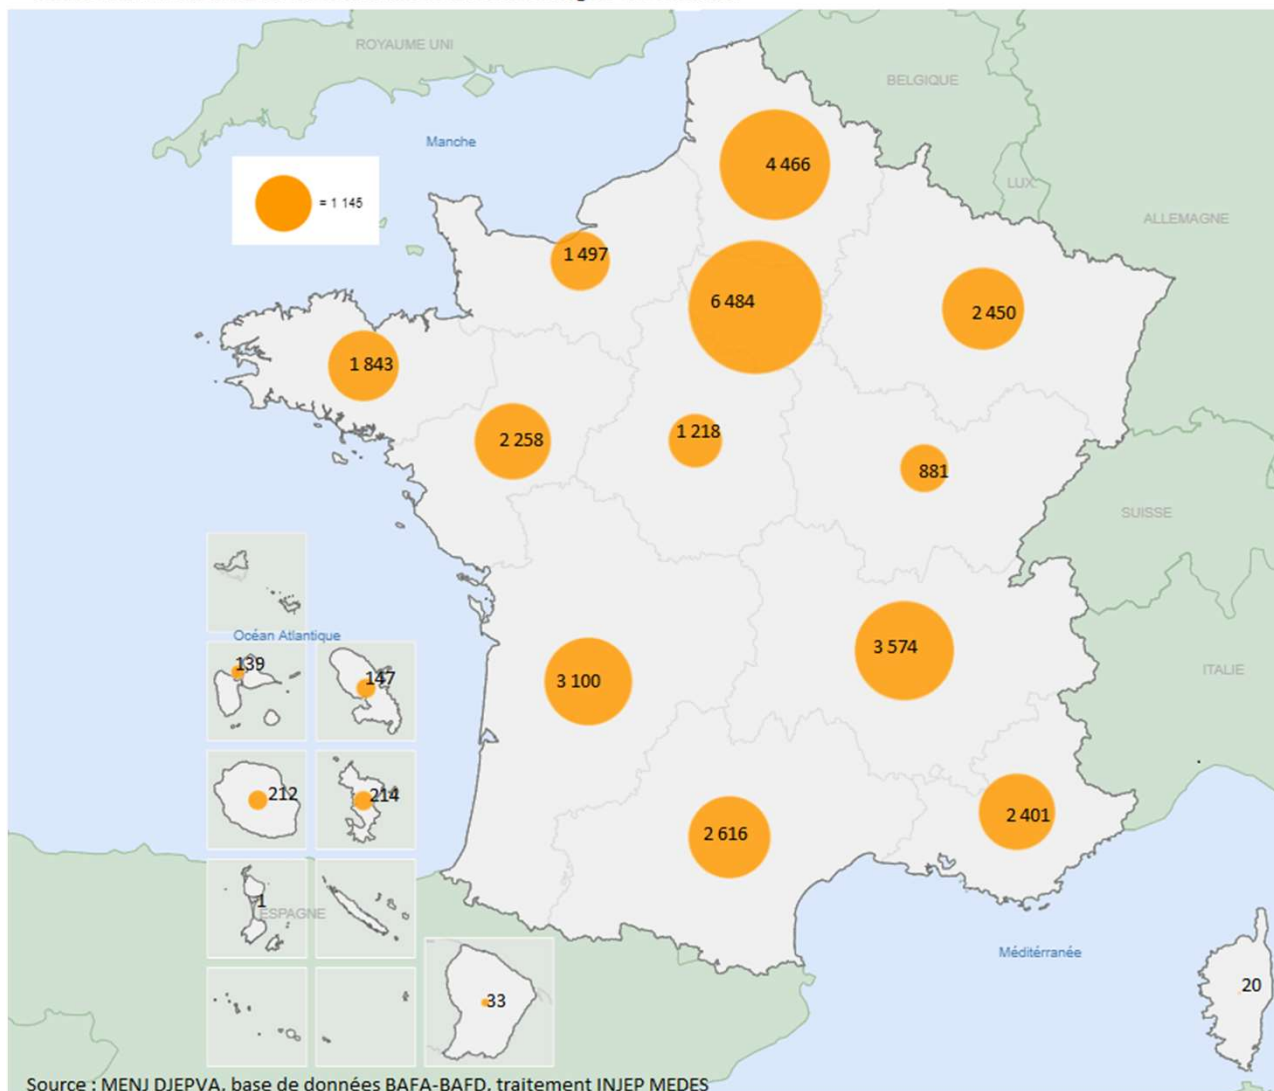 ROYAUME UNI
BELGIQUE
Manche
4 466
LUX.
= 1 145
ALLEMAGNE
1 497
6 484
2 450
1 843
2 258
1 218
881
SUISSE
Océan Atlantique
139
147
3 574
ITALIE
3 100
212
214
2 616
2 401
1
ESPAGNE
Méditérranée
20
33
Source : MENJ DJEPVA, base de données BAFA-BAFD, traitement INJEP MEDES